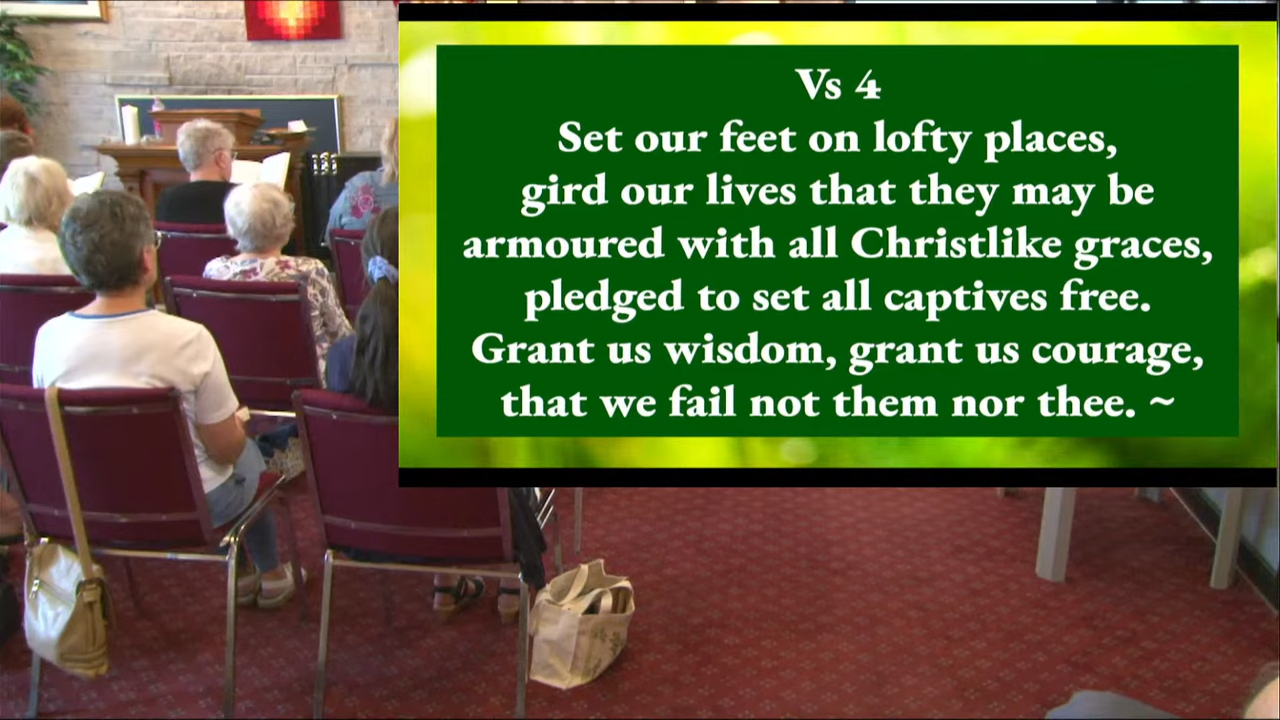 Vs 4
Set our feet on lofty places,
gird our lives that they may be
armoured with all Christlike graces,
pledged to set all captives free.
Grant us wisdom, grant us courage,
that we fail not them nor thee. ~